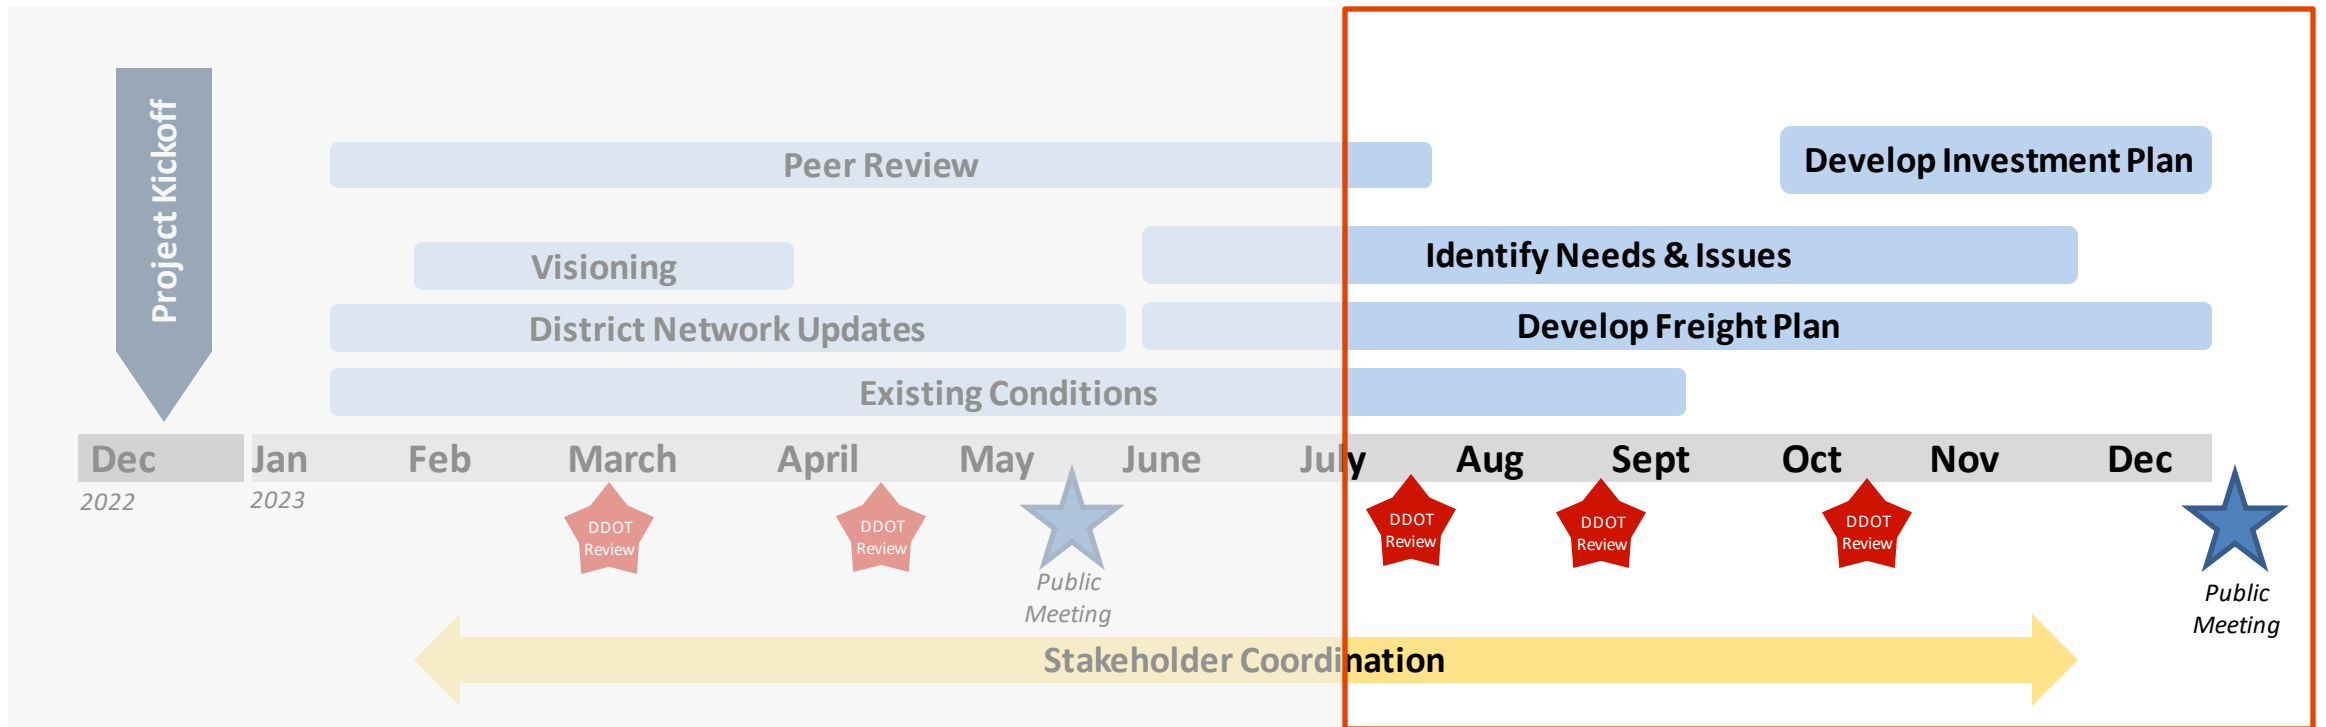 Project Kickoff
Peer Review
Develop Investment Plan
Visioning
Identify Needs & Issues
District Network Updates
Develop Freight Plan
Existing Conditions
Dec Jan Feb March April May June July Aug Sept Oct Nov Dec
2022 2023
DDOT
Review
DDOT
Review
Public
Meeting
DDOT
Review
DDOT
Review
DDOT
Review
Public
Meeting
Stakeholder Coordination